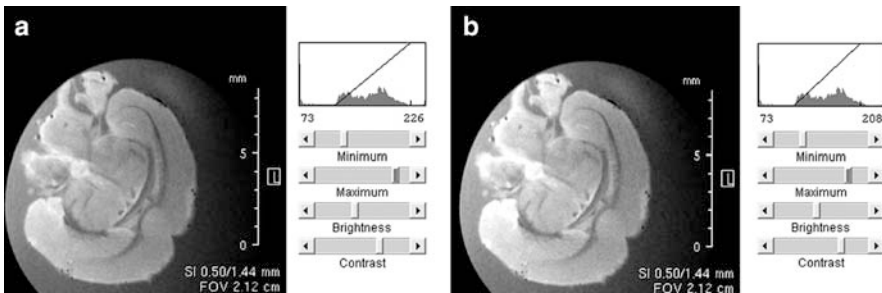 a
mm
5
L
0
SI 0.50/1.44 mm
FOV 2.12 cm
73 226
Minimum
Maximum
Brightness
Contrast
b
mm
5
L
0
SI 0.50/1.44 mm
FOV 2.12 cm
73 208
Minimum
Maximum
Brightness
Contrast